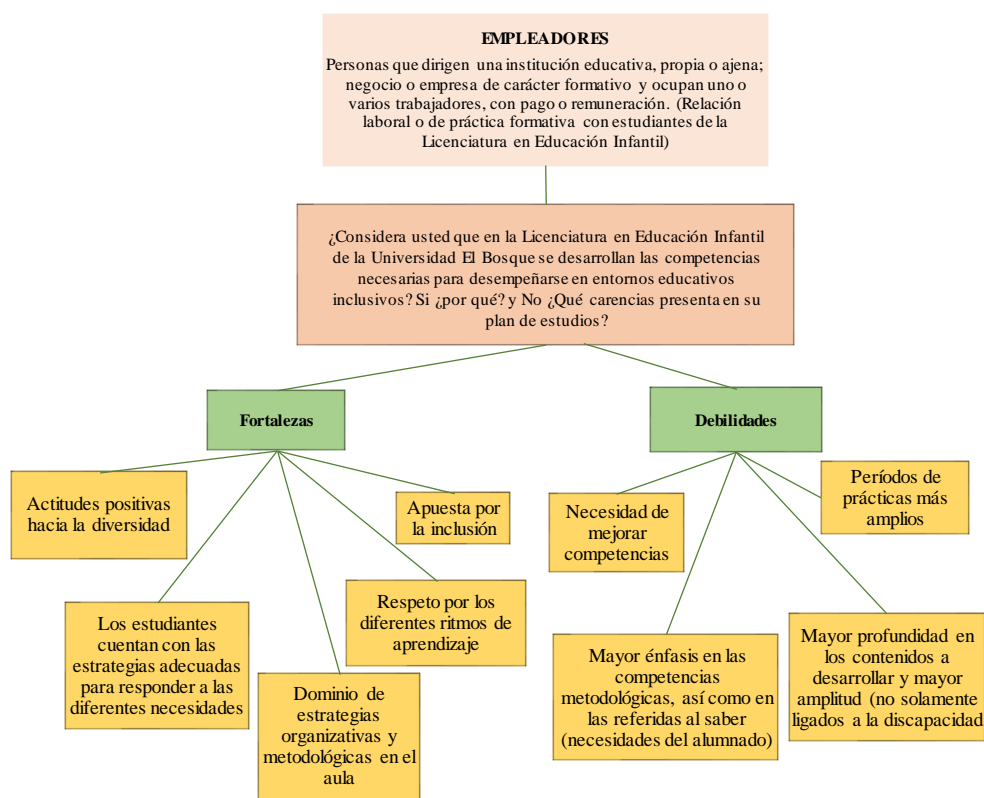 EMPLEADORES
Personas que dirigen una institución educativa, propia o ajena;
negocio o empresa de carácter formativo y ocupan uno o
varios trabajadores, con pago o remuneración. (Relación
laboral o de práctica formativa con estudiantes de la
Licenciatura en Educación Infantil)
¿Considera usted que en la Licenciatura en Educación Infantil
de la Universidad El Bosque se desarrollan las competencias
necesarias para desempeñarse en entornos educativos
inclusivos? Si ¿por qué? y No ¿Qué carencias presenta en su
plan de estudios?
Fortalezas
Debilidades
Actitudes positivas
hacia la diversidad
Apuesta por
la inclusión
Necesidad de
mejorar
competencias
Períodos de
prácticas más
amplios
Los estudiantes
cuentan con las
estrategias adecuadas
para responder a las
diferentes necesidades
Dominio de
estrategias
organizativas y
metodológicas en el
aula
Respeto por los
diferentes ritmos de
aprendizaje
Mayor énfasis en las
competencias
metodológicas, así como en
las referidas al saber
(necesidades del alumnado)
Mayor profundidad en
los contenidos a
desarrollar y mayor
amplitud (no solamente
ligados a la discapacidad